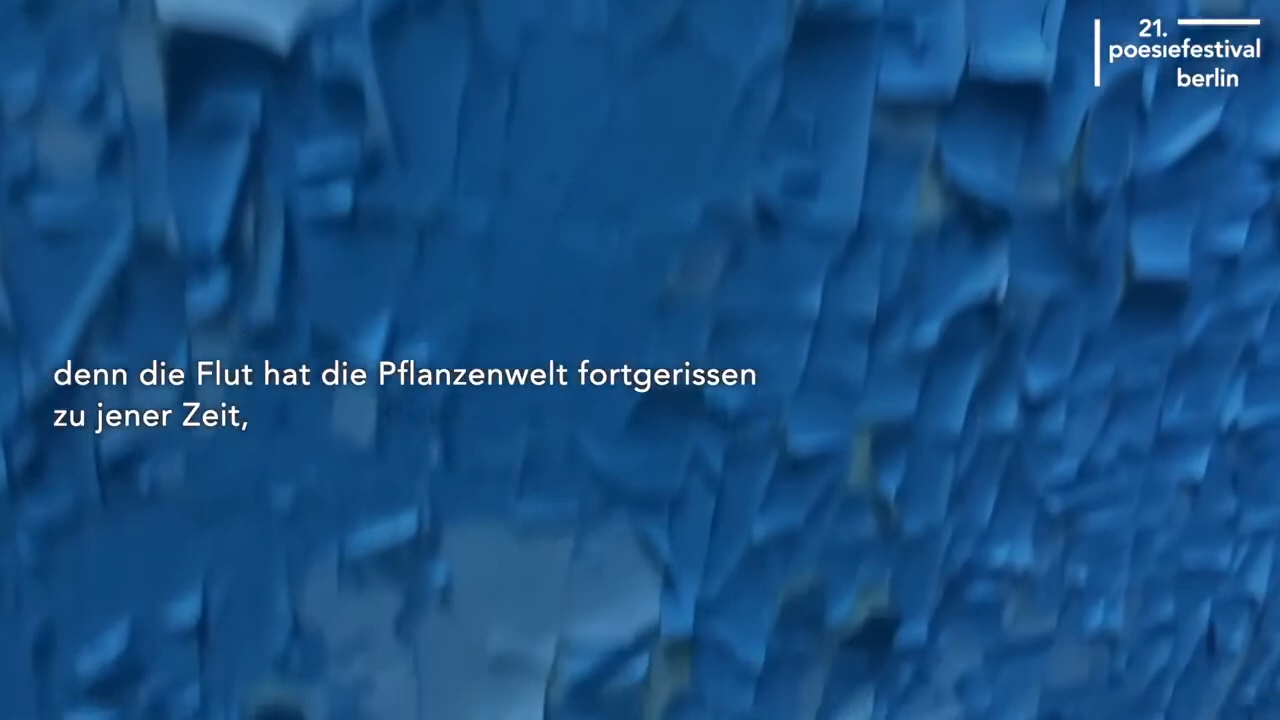 21.
poesiefestival
berlin
denn die Flut hat die Pflanzenwelt fortgerissen
zu jener Zeit,